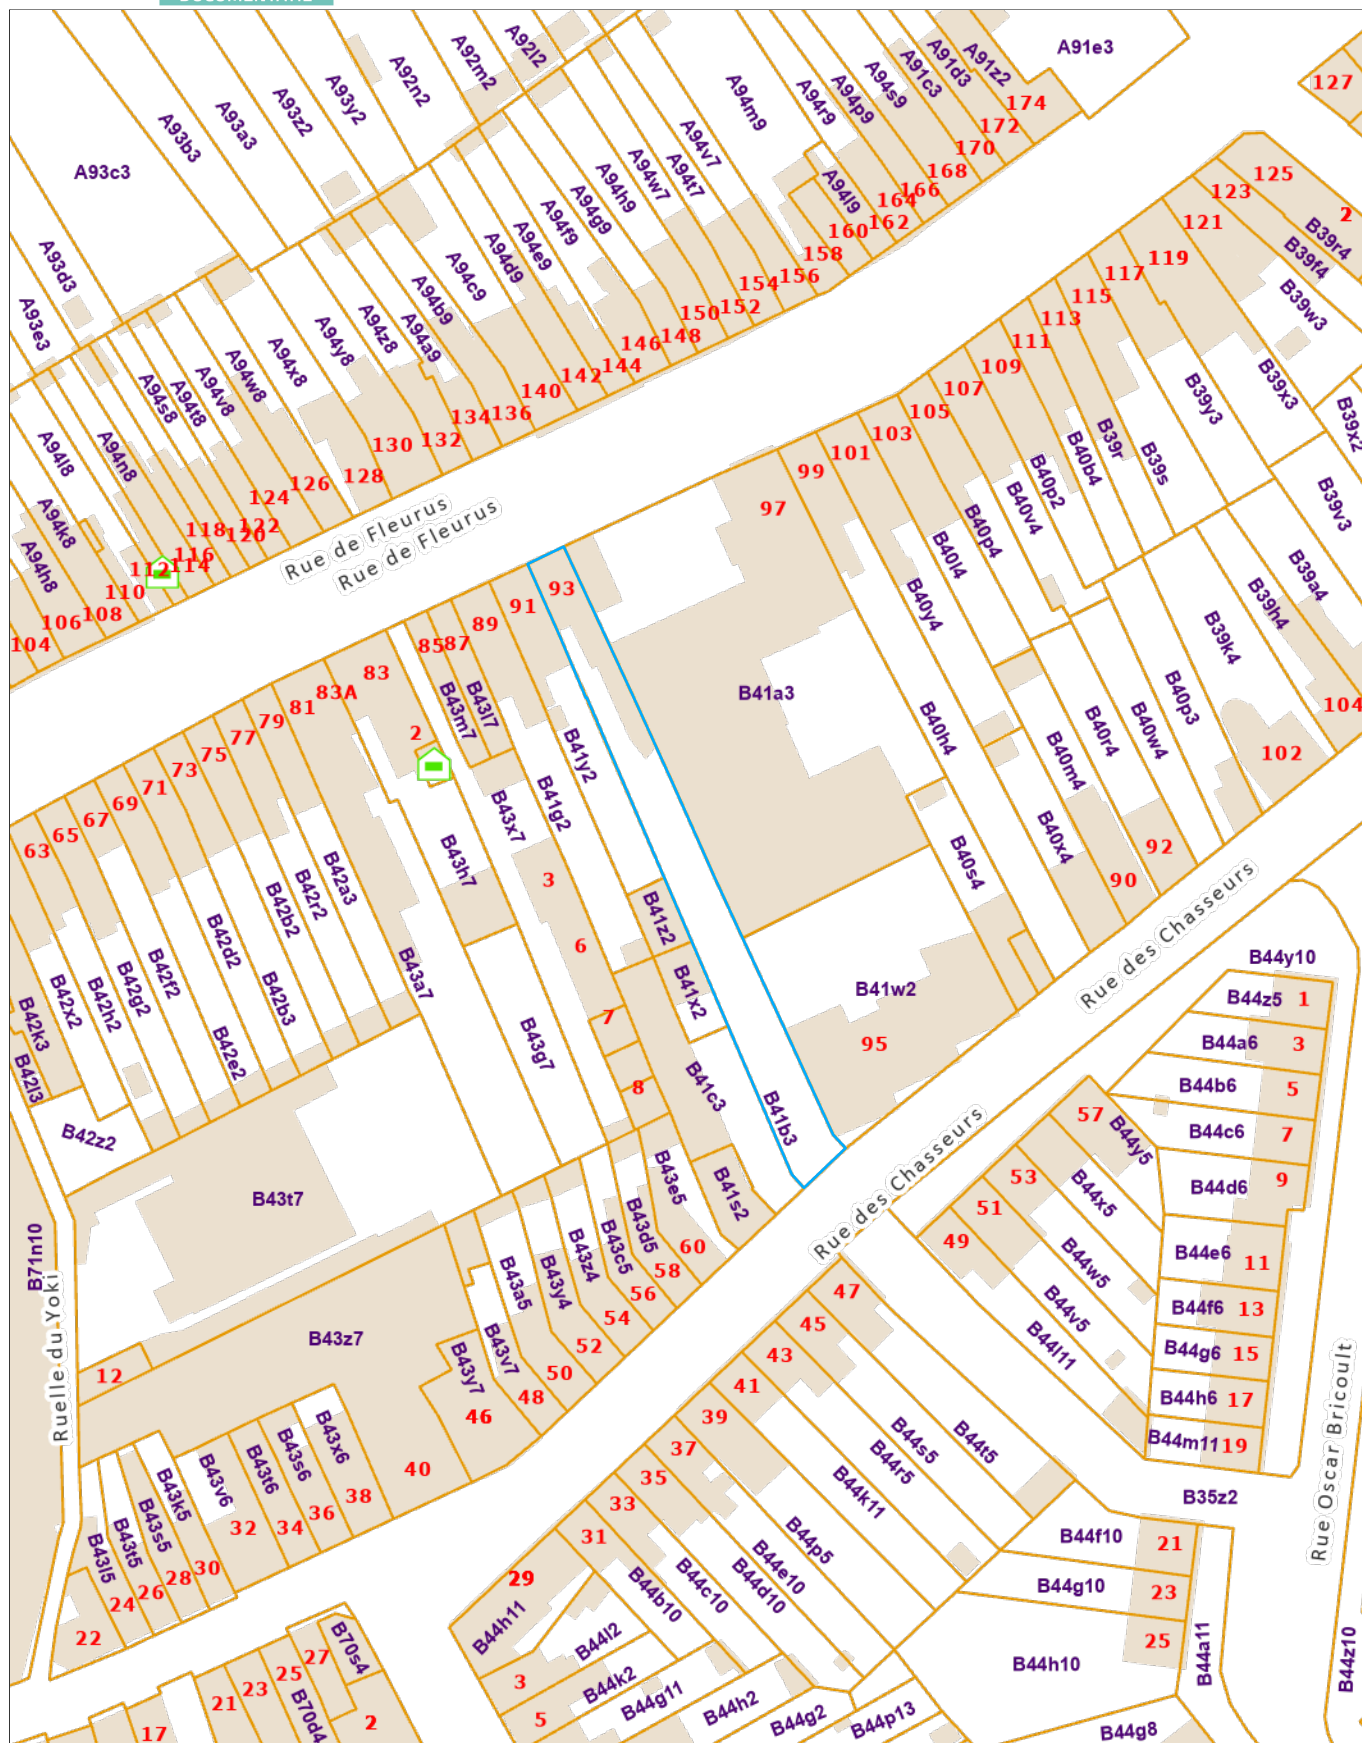 A92l2
A91e3
A92m2
A91z2
A91d3
A92n2
A91c3
127
A94s9
A93y2
A94p9
A94m9
A94r9
174
A93z2
172
A93a3
A93b3
170
A94v7
A93c3
168
125
A94t7
A94w7
A94h9
A94l9
123
166
164
121
2
162
A94g9
A94f9
160
B39r4
A94e9
B39f4
158
119
A94d9
A93d3
156
117
A94c9
154
115
B39w3
A94b9
152
150
113
A93e3
A94z8
148
111
A94a9
146
A94y8
109
A94x8
144
107
B39x3
A94w8
142
140
105
B39y3
A94v8
136
103
B39x2
A94t8
134
B39r
A94s8
132
101
B40b4
B39s
130
99
B40p2
A94l8
A94n8
128
126
97
B40v4
B39v3
124
B40p4
122
120
118
B40l4
A94k8
116
114
112
Rue de Fleurus
Rue de Fleurus
A94h8
110
B39a4
93
B39h4
108
91
B40y4
106
89
B39k4
104
87
85
83
83A
B41a3
B40p3
81
B43l7
B43m7
B40h4
104
79
B40w4
B40r4
77
2
75
B41y2
102
73
B40m4
71
B41g2
69
B43x7
67
65
B40x4
92
63
B43h7
B40s4
B42a3
3
90
B42r2
B42b2
B41z2
6
Rue des Chasseurs
B42d2
B44y10
B42f2
B43a7
B42g2
B41x2
B41w2
B42b3
B44z5
1
B42h2
B42x2
7
B42k3
95
B44a6
3
B43g7
B42e2
B42l3
8
B41c3
B44b6
5
57
B41b3
B42z2
B44c6
7
B44y5
B43e5
B41s2
53
B44d6
9
B43t7
B44x5
51
Rue des Chasseurs
B43d5
B43c5
49
60
B44e6
B71n10
B43z4
11
B43a5
B44w5
58
B43y4
56
47
B44f6
13
B44v5
54
45
B43z7
B44l11
B44g6
15
Ruelle du Yoki
B43v7
52
43
B43y7
50
12
41
B44h6
17
48
39
46
B44m11
19
B43x6
37
B44t5
B44s5
B43s6
B44r5
40
35
B43t6
B44k11
B43v6
38
33
B35z2
B43k5
36
B43s5
34
32
31
Rue Oscar Bricoult
B44p5
B43t5
B44f10
21
B43l5
30
B44e10
28
29
B44d10
B44g10
23
26
B44c10
24
B44b10
B44h11
22
B44l2
25
B70s4
27
B44h10
B44a11
B44z10
25
3
B44k2
23
B44g11
21
B44h2
B70d4
5
2
B44g2
B44p13
17
B44g8